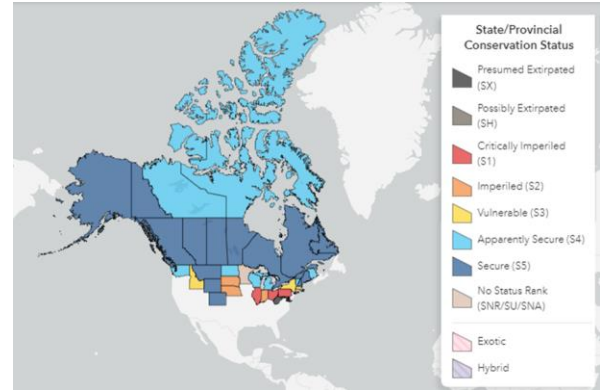 State/Provincial
Conservation Status
Presumed Extirpated
(SX)
Possibly Extirpated
(SH)
Critically Imperiled
(S1)
Imperiled (S2)
Vulnerable (S3)
Apparently Secure (S4)
Secure (S5)
No Status Rank
(SNR/SU/SNA)
Exotic
Hybrid